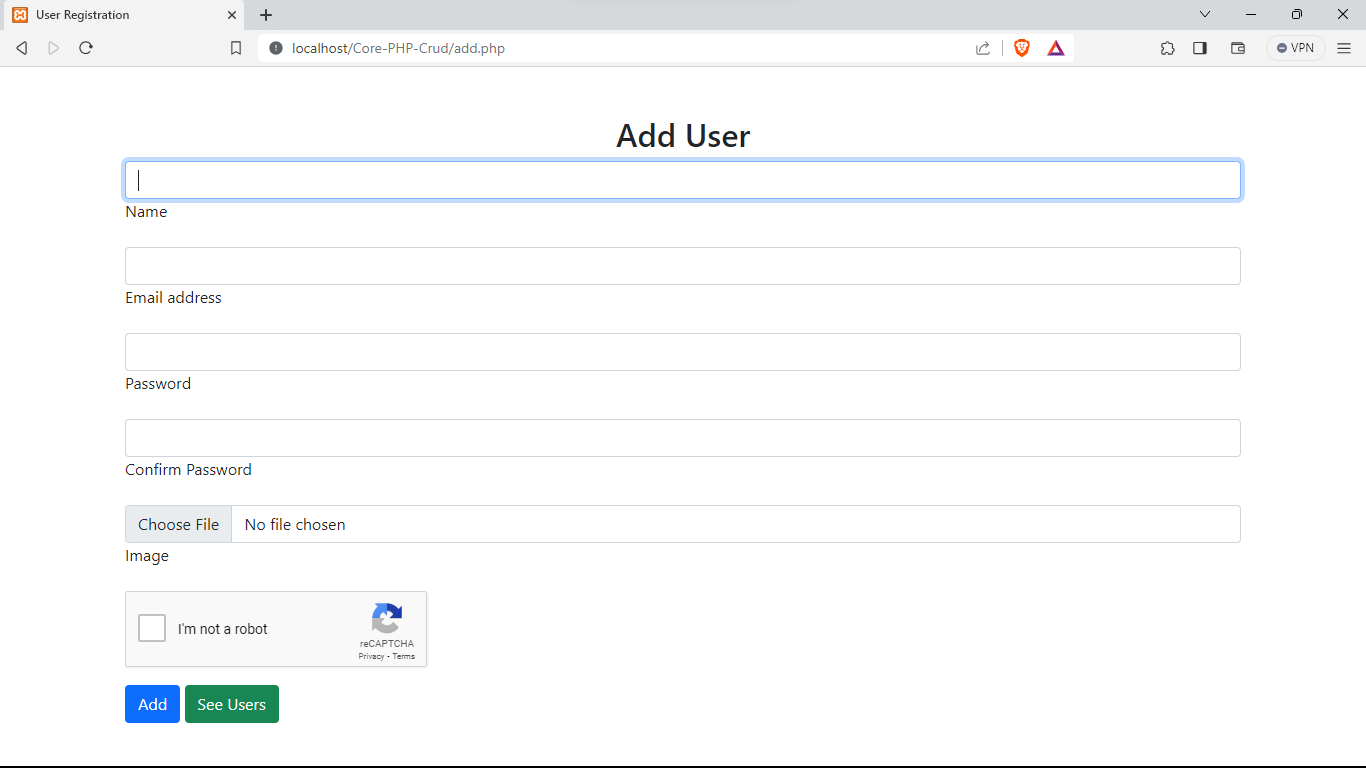 User Registration
localhost/Core-PHP-Crud/add.php
VPN
Add User
Name
Email address
Password
Confirm Password
Choose File No file chosen
Image
I'm not a robot
reCAPTCHA
Privacy - Terms
Add See Users